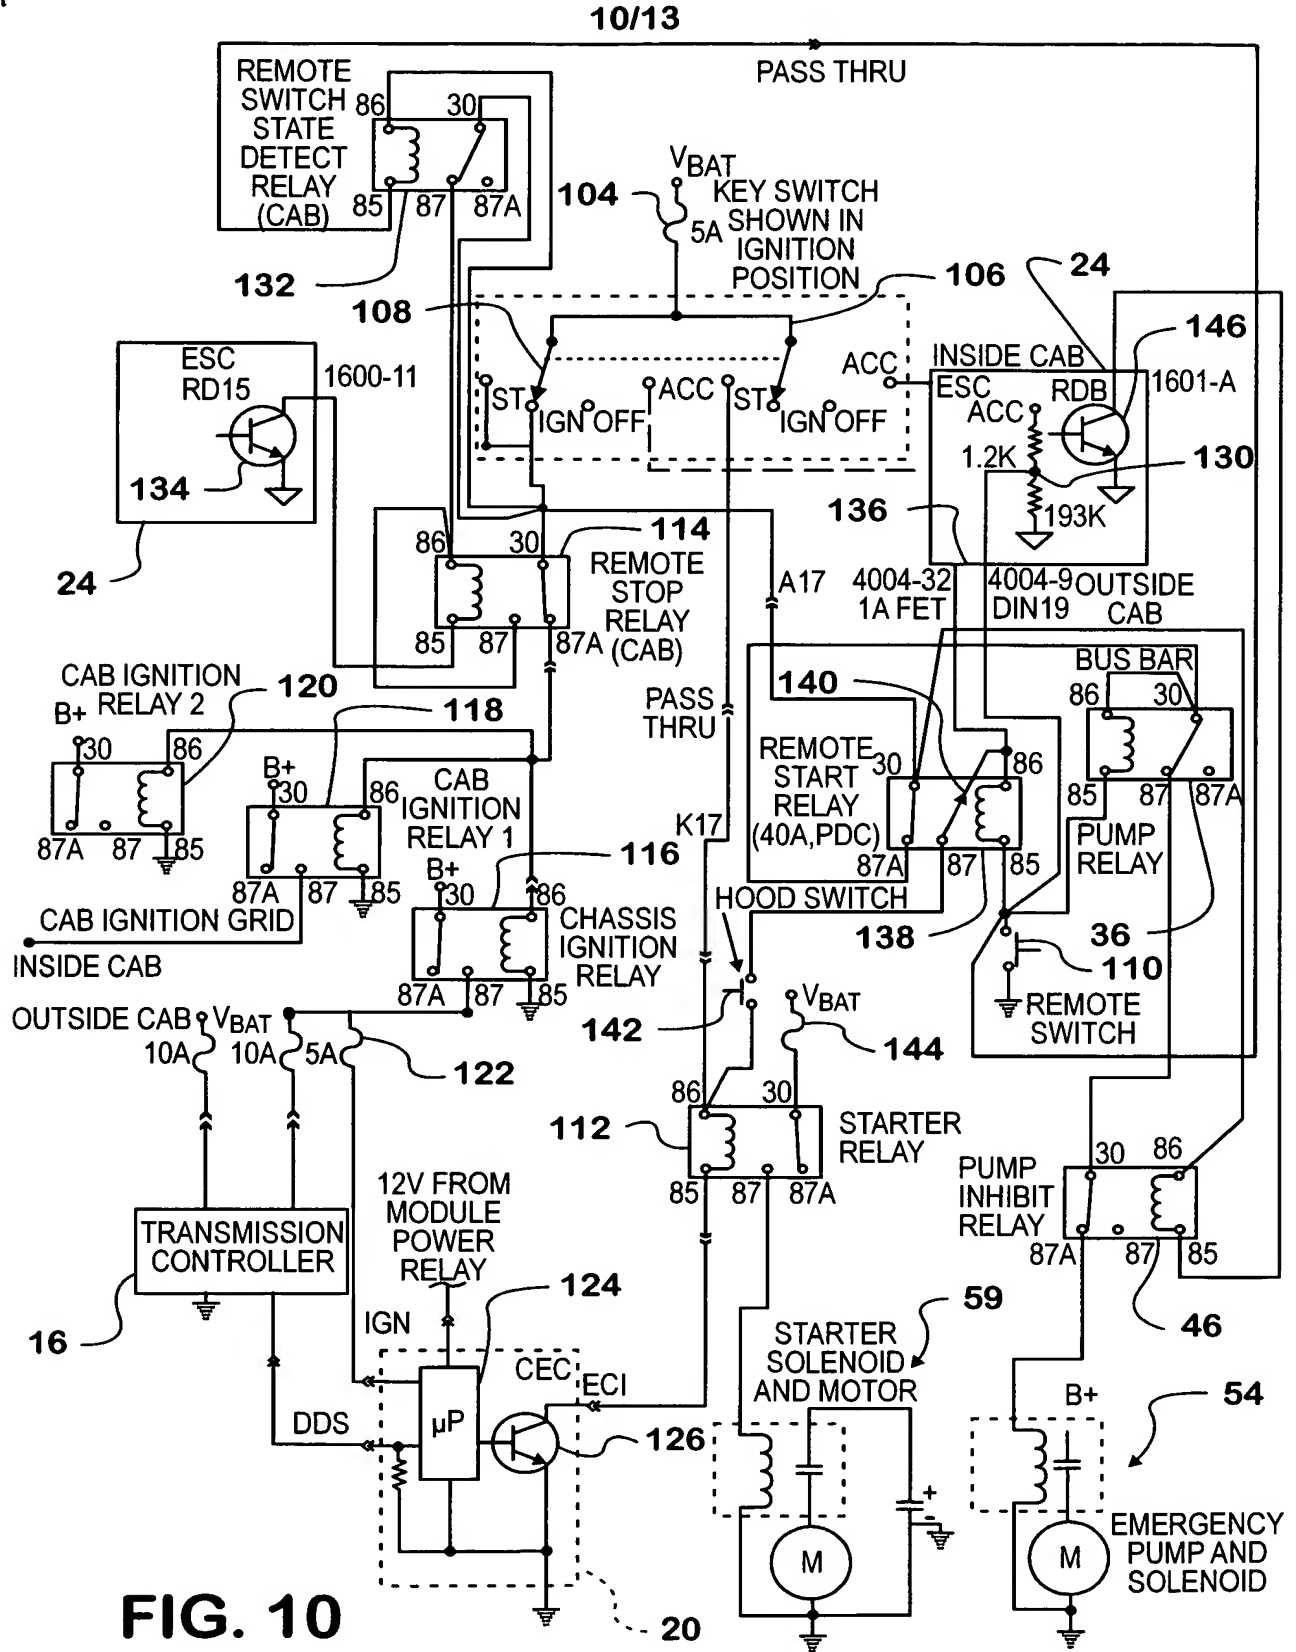 10/13
PASS THRU
REMOTE
SWITCH
STATE
DETECT
RELAY
(CAB)
86
30
85
87
87A
132
VBAT
104
5A
KEY SWITCH
SHOWN IN
IGNITION
POSITION
106
108
24
146
ESC
RD15
1600-11
134
24
ST
IGN
OFF
ACC
ST
IGN
OFF
ACC
INSIDE CAB
ESC
RDB
1601-A
ACC
1.2K
130
193K
136
86
30
114
REMOTE
STOP
RELAY
(CAB)
85
87
87A
A17
4004-32
1A FET
4004-9
DIN19
OUTSIDE
CAB
CAB IGNITION
RELAY 2
120
B+
30
86
87A
87
85
118
B+
30
86
87A
87
85
CAB
IGNITION
RELAY 1
PASS
THRU
140
BUS BAR
86
30
85
87
87A
PUMP
RELAY
36
REMOTE
START
RELAY
(40A,PDC)
30
86
87A
87
85
K17
116
B+
30
86
87A
87
85
CHASSIS
IGNITION
RELAY
CAB IGNITION GRID
INSIDE CAB
HOOD SWITCH
138
110
REMOTE
SWITCH
OUTSIDE CAB
VBAT
10A
10A
5A
122
142
VBAT
144
86
30
112
STARTER
RELAY
85
87
87A
PUMP
INHIBIT
RELAY
30
86
87A
87
85
46
12V FROM
MODULE
POWER
RELAY
TRANSMISSION
CONTROLLER
16
124
IGN
CEC
ECI
μP
DDS
126
STARTER
SOLENOID
AND MOTOR
59
B+
54
+
-
M
M
EMERGENCY
PUMP AND
SOLENOID
20
FIG. 10